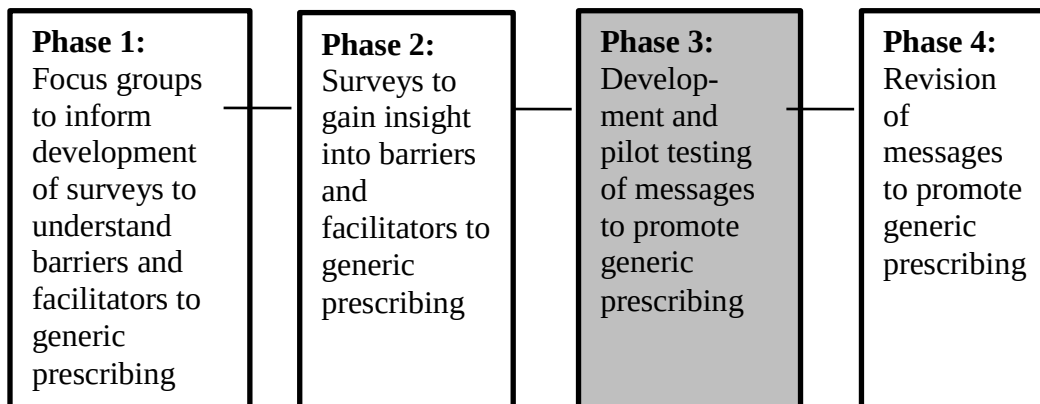 Phase 1:
Focus groups
to inform
development
of surveys to
understand
barriers and
facilitators to
generic
prescribing
Phase 2:
Surveys to
gain insight
into barriers
and
facilitators to
generic
prescribing
Phase 3:
Develop-
ment and
pilot testing
of messages
to promote
generic
prescribing
Phase 4:
Revision
of
messages
to promote
generic
prescribing